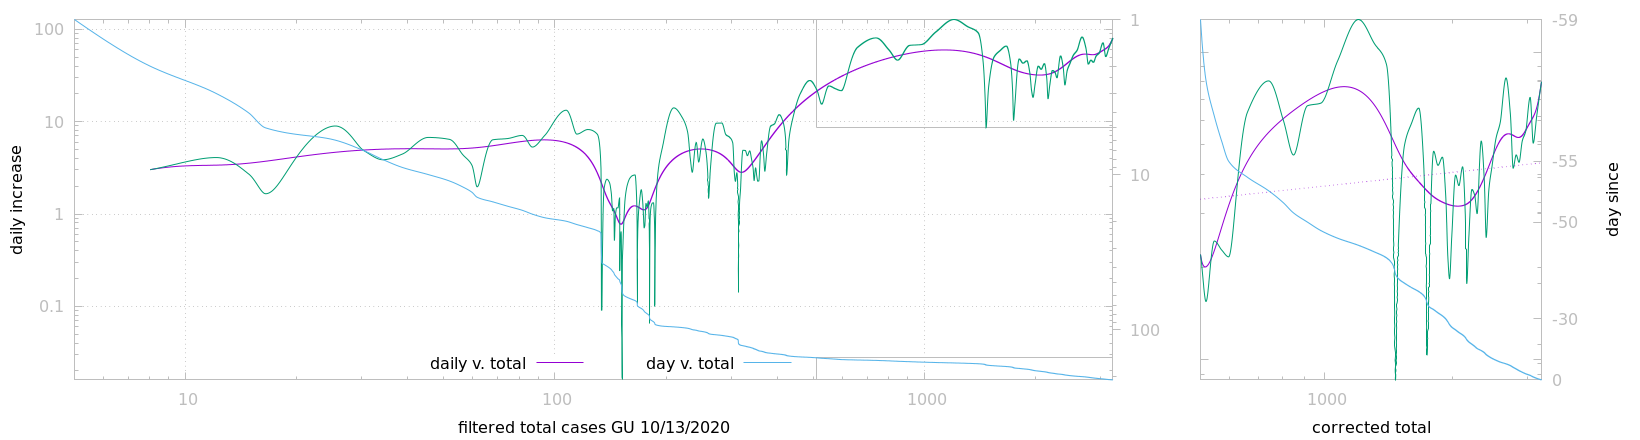 100
10
1
0.1
daily increase
10
100
1000
filtered total cases GU 10/13/2020
daily v. total
day v. total
1
10
100
-59
-55
-50
-30
0
day since
1000
corrected total